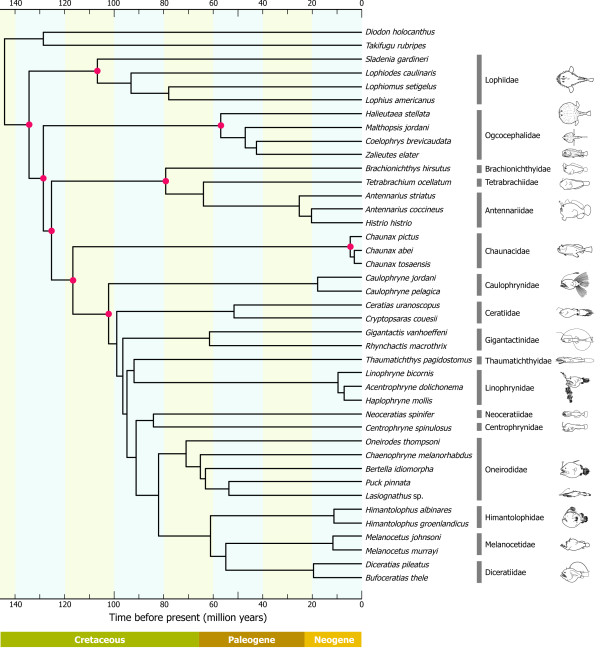 140 120 100 80 60 40 20 0
Diodon holocanthus
Takifugu rubripes
Sladenia gardineri
Lophiodes caulinaris
Lophiomus setigelus
Lophius americanus
Lophiidae
Halieutaea stellata
Malthopsis jordani
Coelophrys brevicaudata
Zalieutes elater
Ogcocephalidae
Brachionichthys hirsutus
Brachionichthyidae
Tetrabrachium ocellatum
Tetrabrachiidae
Antennarius striatus
Antennarius coccineus
Histrio histrio
Antennariidae
Chaunax pictus
Chaunax abei
Chaunax tosaensis
Chaunacidae
Caulophryne jordani
Caulophryne pelagica
Caulophrynidae
Ceratias uranoscopus
Cryptopsaras couesii
Ceratiidae
Gigantactis vanhoeffeni
Rhynchactis macrothrix
Gigantactinidae
Thaumatichthys pagidostomus
Thaumatichthyidae
Linophryne bicornis
Acentrophryne dolichonema
Haplophryne mollis
Linophrynidae
Neoceratias spinifer
Neoceratiidae
Centrophryne spinulosus
Centrophrynidae
Oneirodes thompsoni
Chaenophryne melanorhabdus
Bertella idiomorpha
Puck pinnata
Lasiognathus sp.
Oneirodidae
Himantolophus albinares
Himantolophus groenlandicus
Himantolophidae
Melanocetus johnsoni
Melanocetus murrayi
Melanocetidae
Diceratias pileatus
Bufoceratias thele
Diceratiidae
140 120 100 80 60 40 20 0
Time before present (million years)
Cretaceous Paleogene Neogene